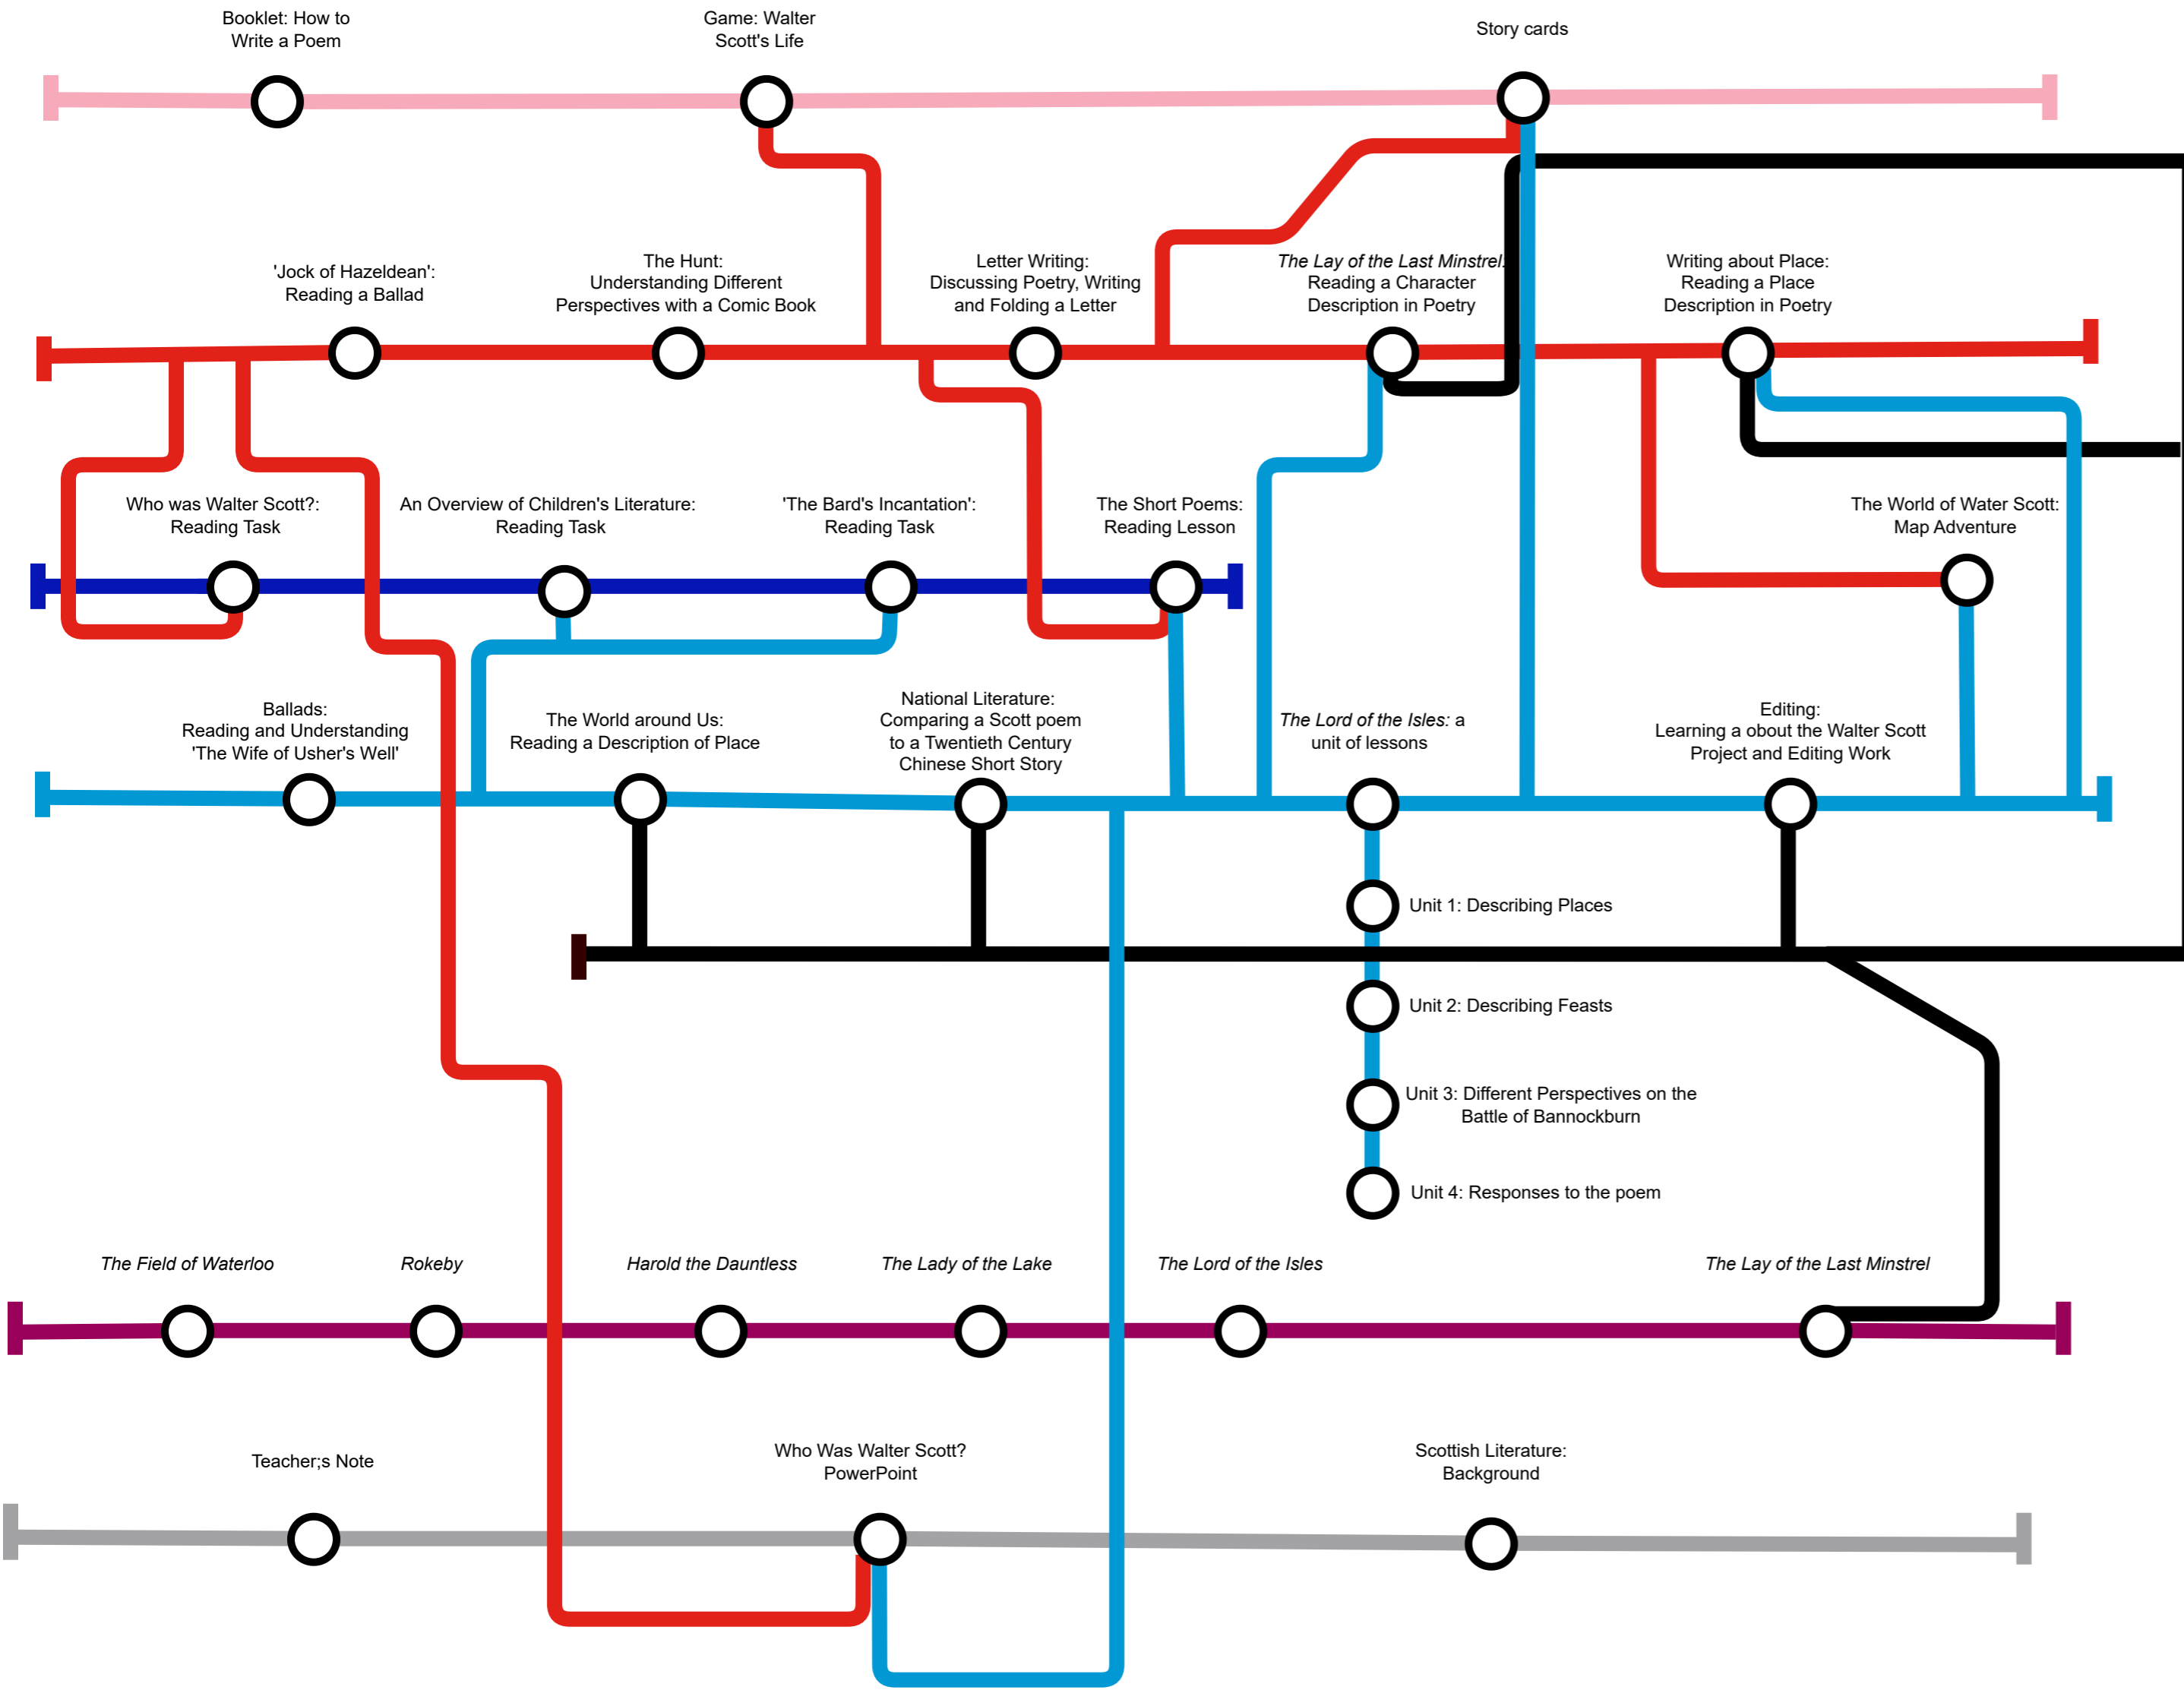 Booklet: How to
Write a Poem
Game: Walter
Scott's Life
Story cards
'Jock of Hazeldean':
Reading a Ballad
The Hunt:
Understanding Different
Perspectives with a Comic Book
Letter Writing:
Discussing Poetry, Writing
and Folding a Letter
The Lay of the Last Minstrel:
Reading a Character
Description in Poetry
Writing about Place:
Reading a Place
Description in Poetry
Who was Walter Scott?:
Reading Task
An Overview of Children's Literature:
Reading Task
'The Bard's Incantation':
Reading Task
The Short Poems:
Reading Lesson
The World of Water Scott:
Map Adventure
Ballads:
Reading and Understanding
'The Wife of Usher's Well'
The World around Us:
Reading a Description of Place
National Literature:
Comparing a Scott poem
to a Twentieth Century
Chinese Short Story
The Lord of the Isles: a
unit of lessons
Editing:
Learning a obout the Walter Scott
Project and Editing Work
Unit 1: Describing Places
Unit 2: Describing Feasts
Unit 3: Different Perspectives on the
Battle of Bannockburn
Unit 4: Responses to the poem
The Field of Waterloo
Rokeby
Harold the Dauntless
The Lady of the Lake
The Lord of the Isles
The Lay of the Last Minstrel
Teacher;s Note
Who Was Walter Scott?
PowerPoint
Scottish Literature:
Background